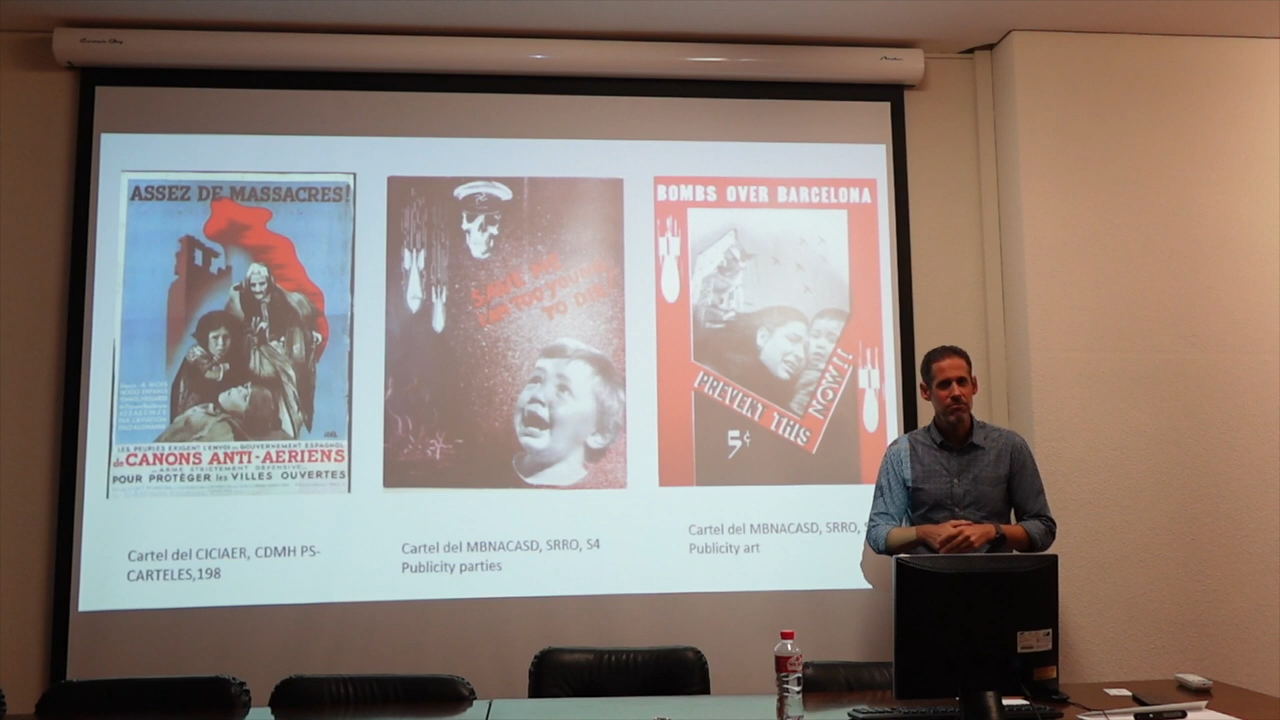 ASSEZ DE MASSACRES!
LES PEUPLES EXIGENT L'ENVOI AU GOUVERNEMENT ESPAGNOL
de CANONS ANTI-AERIENS
ARME STRICTEMENT DEFENSIVE
POUR PROTÉGER les VILLES OUVERTES
Cartel del CICIAER, CDMH PS-
CARTELES,198
SAVE ME
I'M TOO YOUNG
TO DIE!
Cartel del MBNACASD, SRRO, S4
Publicity parties
BOMBS OVER BARCELONA
PREVENT THIS
NOW!!
5¢
Cartel del MBNACASD, SRRO,
Publicity art